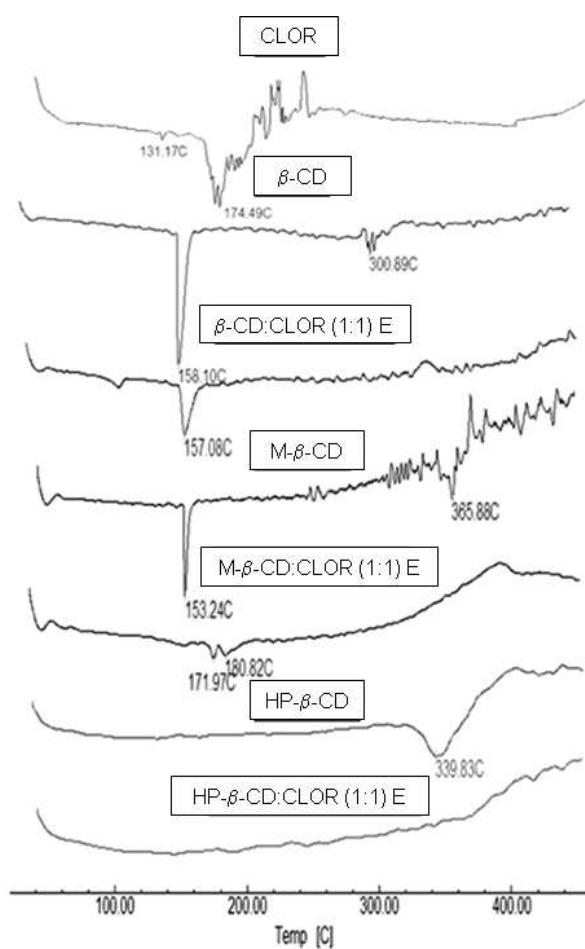 CLOR
131.17C
β-CD
174.49C
300.89C
β-CD:CLOR (1:1) E
158.10C
157.08C
M-β-CD
365.88C
M-β-CD:CLOR (1:1) E
153.24C
180.82C
171.97C
HP-β-CD
339.83C
HP-β-CD:CLOR (1:1) E
100.00 200.00 300.00 400.00
Temp [C]